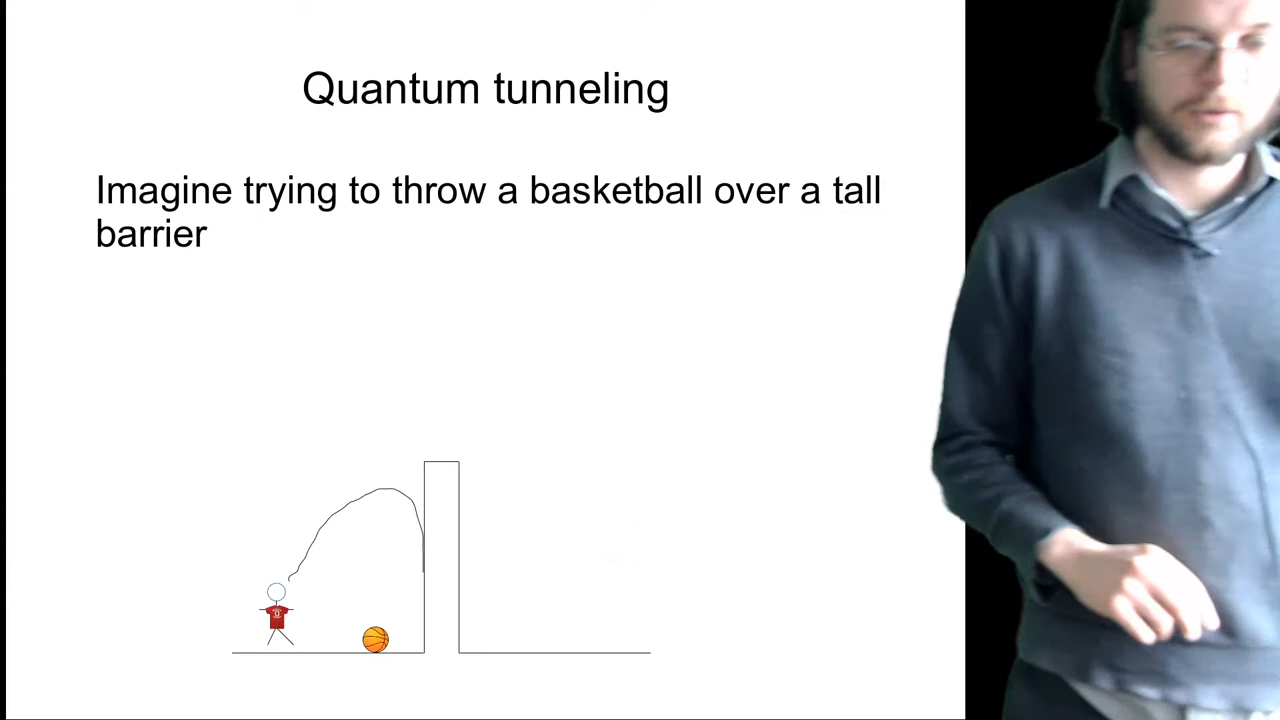 Quantum tunneling
Imagine trying to throw a basketball over a tall
barrier